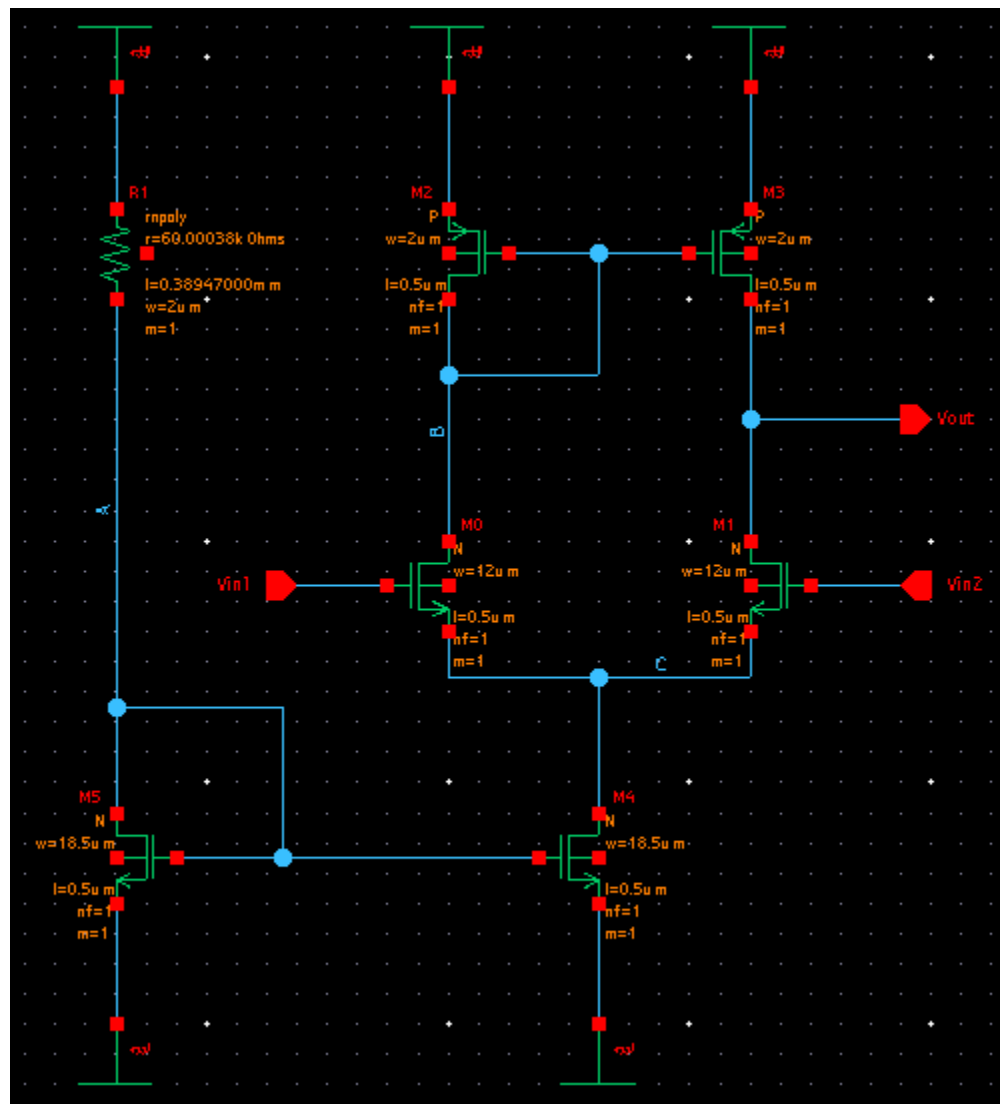 R1
rnpoly
r=60.00038k Ohms
l=0.38947000m m
w=2u m
m=1
M2
P
w=2u m
l=0.5u m
nf=1
m=1
M3
P
w=2u m
l=0.5u m
nf=1
m=1
Vout
B
A
M0
N
w=12u m
l=0.5u m
nf=1
m=1
Vin1
M1
N
w=12u m
l=0.5u m
nf=1
m=1
Vin2
C
M5
N
w=18.5u m
l=0.5u m
nf=1
m=1
M4
N
w=18.5u m
l=0.5u m
nf=1
m=1